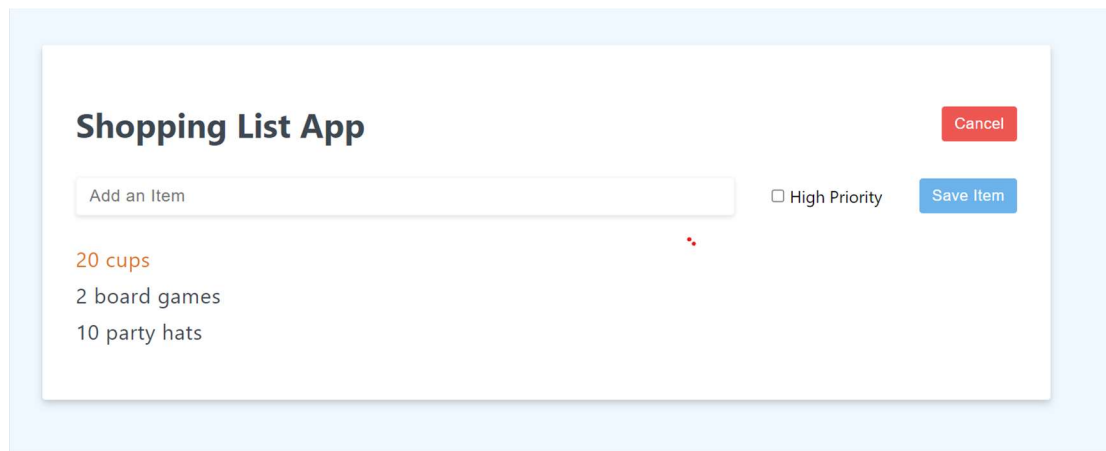 Shopping List App
Cancel
Add an Item
High Priority
Save Item
20 cups
2 board games
10 party hats